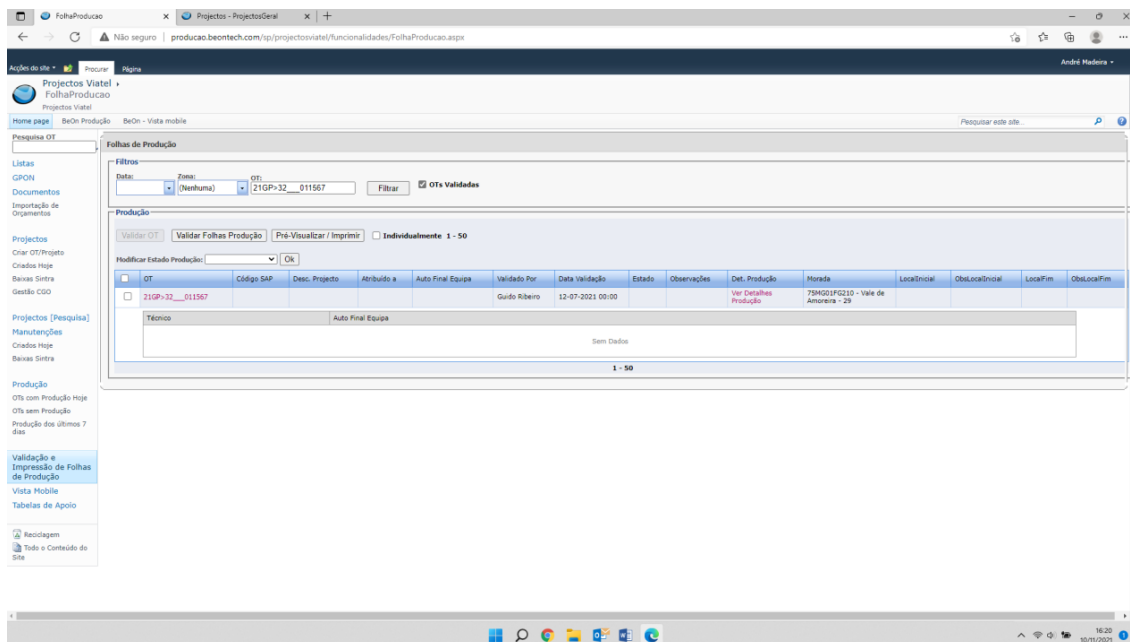 FolhaProducao
Projectos - ProjectosGeral
Não seguro | producao.beontech.com/sp/projectosviatel/funcionalidades/FolhaProducao.aspx
Acções do site
Procurar
Página
André Madeira
Projectos Viatel
FolhaProducao
Projectos Viatel
Home page
BeOn Produção
BeOn - Vista mobile
Pesquisar este site...
Pesquisa OT
Listas
GPON
Documentos
Importação de
Orçamentos
Projectos
Criar OT/Projeto
Criados Hoje
Baixas Sintra
Gestão CGO
Projectos [Pesquisa]
Manutenções
Criados Hoje
Baixas Sintra
Produção
OTs com Produção Hoje
OTs sem Produção
Produção dos últimos 7
dias
Validação e
Impressão de Folhas
de Produção
Vista Mobile
Tabelas de Apoio
Reciclagem
Todo o Conteúdo do
Site
Folhas de Produção
Filtros
Data: Zona: OT:
(Nenhuma) 21GP>32___011567 Filtrar OTs Validadas
Produção
Validar OT Validar Folhas Produção Pré-Visualizar / Imprimir Individualmente 1 - 50
Modificar Estado Produção: Ok
OT Código SAP Desc. Projecto Atribuído a Auto Final Equipa Validado Por Data Validação Estado Observações Det. Produção Morada LocalInicial ObsLocalInicial LocalFim ObsLocalFim
21GP>32___011567 Guido Ribeiro 12-07-2021 00:00 Ver Detalhes Produção 75MG01FG210 - Vale de Amoreira - 29
Técnico Auto Final Equipa
Sem Dados
1 - 50
16:20
10/11/2021